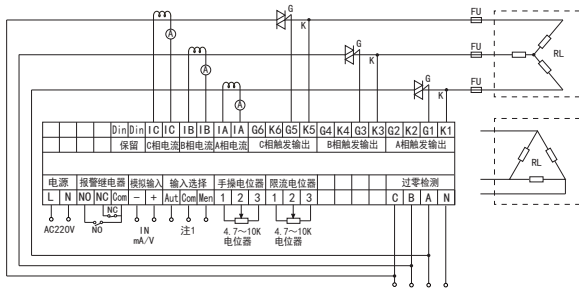 G
FU
K
A
G
FU
RL
A
K
G
FU
A
K
Din Din IC IC IB IB IA IA G6 K6 G5 K5 G4 K4 G3 K3 G2 K2 G1 K1
保留 C相电流 B相电流 A相电流 C相触发输出 B相触发输出 A相触发输出
RL
电源 报警继电器 模拟输入 输入选择 手操电位器 限流电位器 过零检测
L N NO NC Com － ＋ Aut Com Men 1 2 3 1 2 3 C B A N
NC
AC220V NO IN 注1 4.7～10K 4.7～10K
mA/V 电位器 电位器